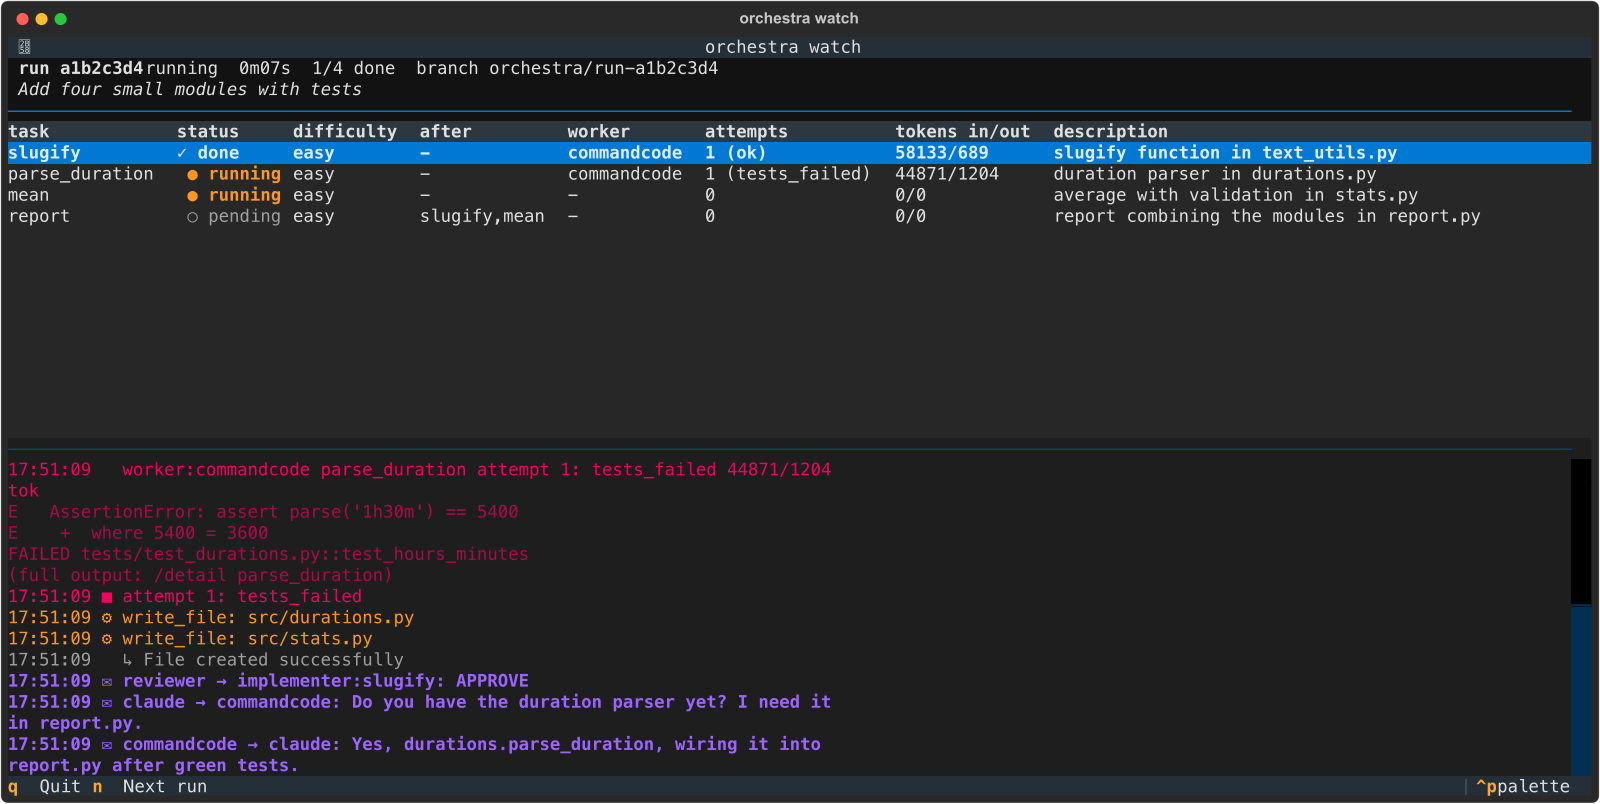 orchestra watch
orchestra watch
run a1b2c3d4running  0m07s  1/4 done  branch orchestra/run-a1b2c3d4
Add four small modules with tests
task  status  difficulty  after  worker  attempts  tokens in/out  description
slugify  ✓ done  easy  –  commandcode  1 (ok)  58133/689  slugify function in text_utils.py
parse_duration  ● running  easy  –  commandcode  1 (tests_failed)  44871/1204  duration parser in durations.py
mean  ● running  easy  –  –  0  0/0  average with validation in stats.py
report  ○ pending  easy  slugify,mean  –  0  0/0  report combining the modules in report.py
17:51:09   worker:commandcode parse_duration attempt 1: tests_failed 44871/1204
tok
E   AssertionError: assert parse('1h30m') == 5400
E    +  where 5400 = 3600
FAILED tests/test_durations.py::test_hours_minutes
(full output: /detail parse_duration)
17:51:09 ■ attempt 1: tests_failed
17:51:09 ⚙ write_file: src/durations.py
17:51:09 ⚙ write_file: src/stats.py
17:51:09   ↳ File created successfully
17:51:09 ✉ reviewer → implementer:slugify: APPROVE
17:51:09 ✉ claude → commandcode: Do you have the duration parser yet? I need it
in report.py.
17:51:09 ✉ commandcode → claude: Yes, durations.parse_duration, wiring it into
report.py after green tests.
q  Quit n  Next run  ^ppalette